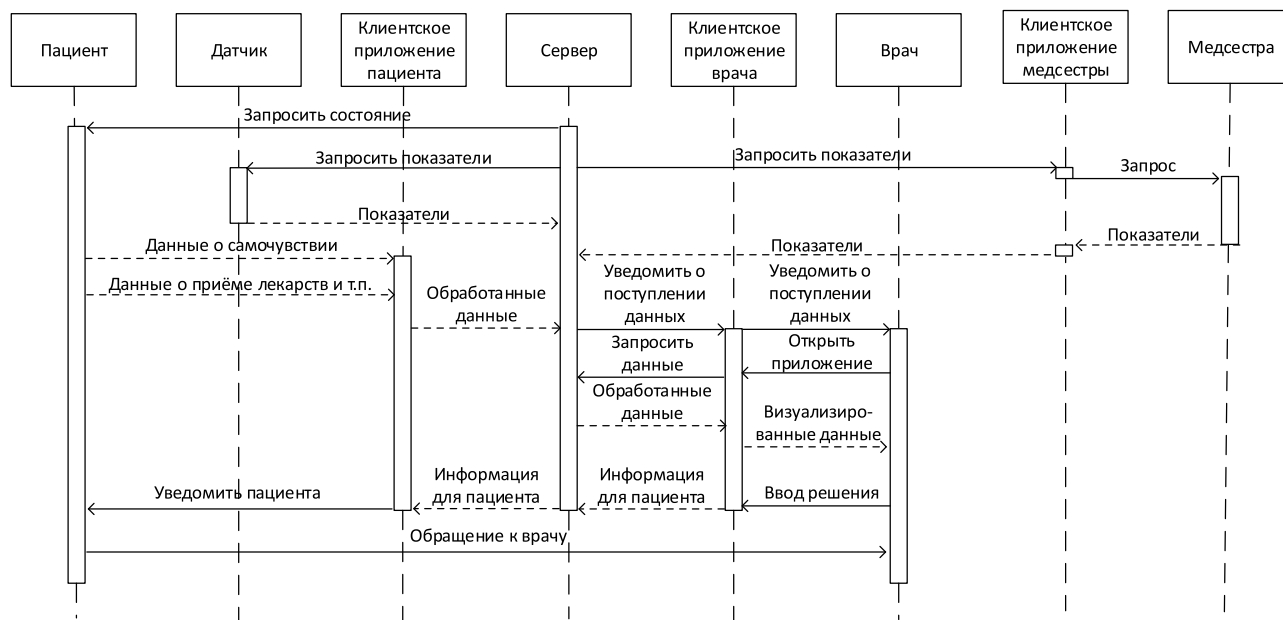 Пациент
Датчик
Клиентское
приложение
пациента
Сервер
Клиентское
приложение
врача
Врач
Клиентское
приложение
медсестры
Медсестра
Запросить состояние
Запросить показатели
Запросить показатели
Запрос
Показатели
Показатели
Показатели
Данные о самочувствии
Данные о приёме лекарств и т.п.
Обработанные
данные
Уведомить о
поступлении
данных
Уведомить о
поступлении
данных
Запросить
данные
Открыть
приложение
Обработанные
данные
Визуализиро-
ванные данные
Уведомить пациента
Информация
для пациента
Информация
для пациента
Ввод решения
Обращение к врачу